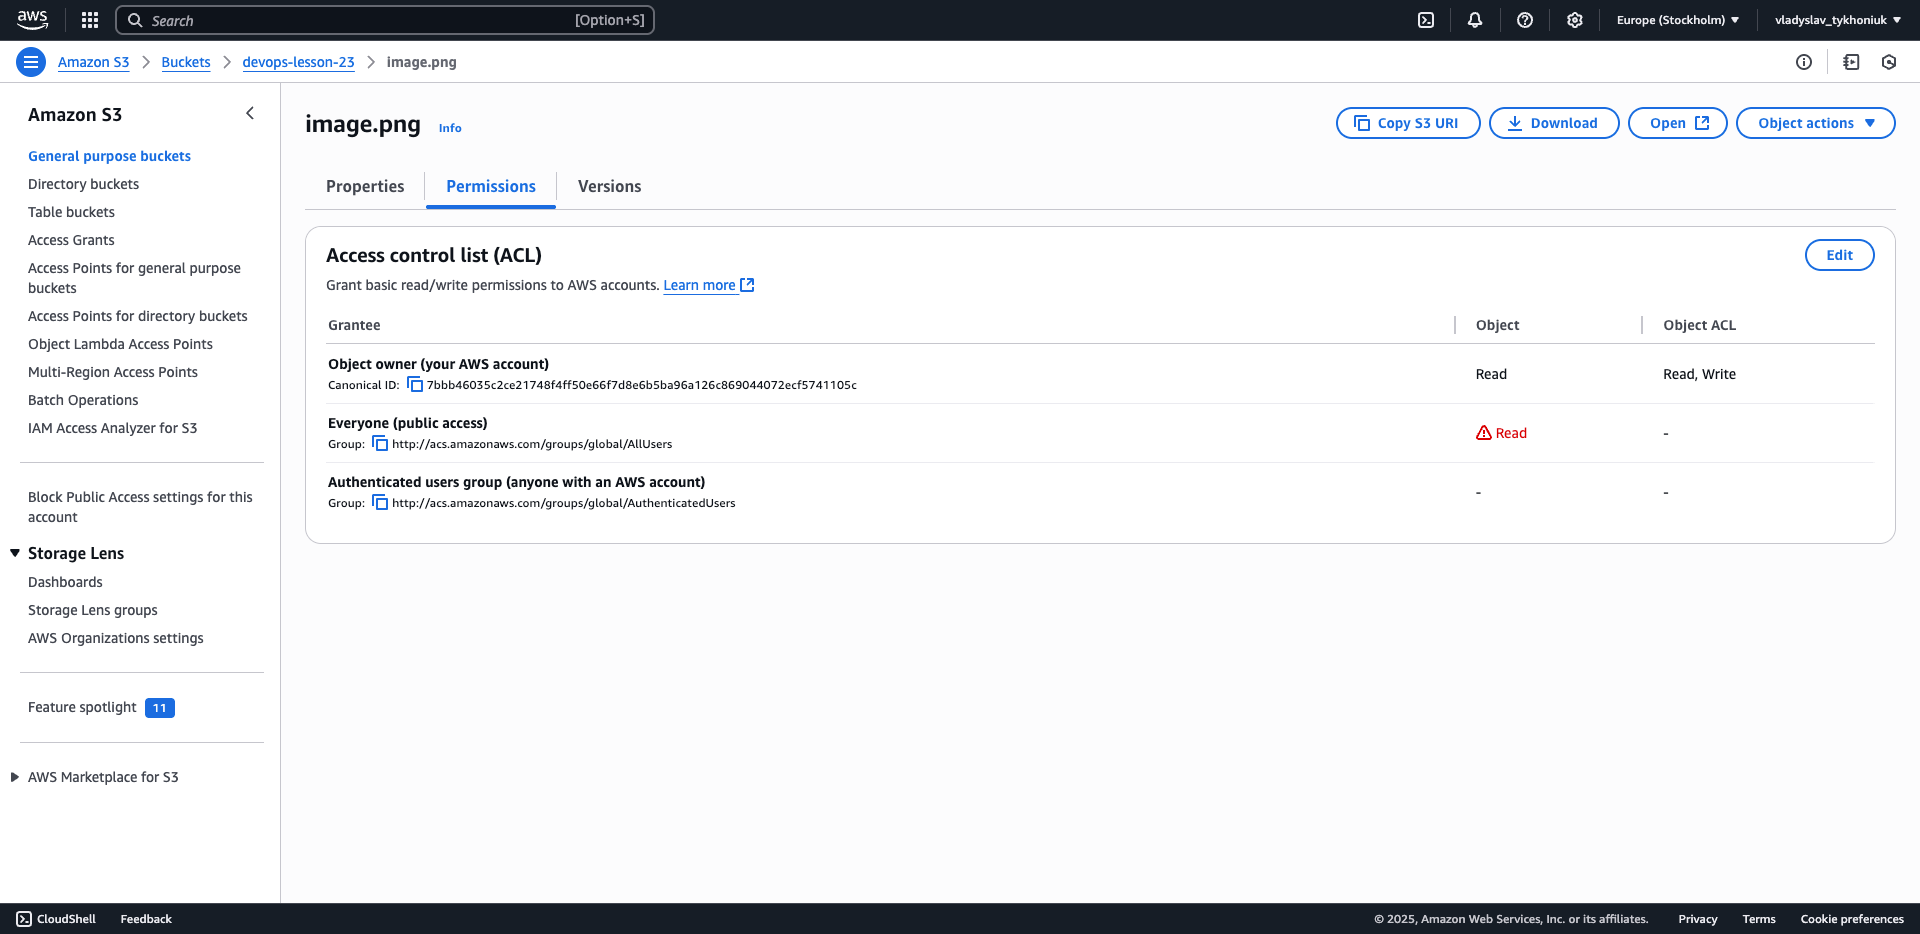 aws
Search [Option+S]
Europe (Stockholm)
vladyslav_tykhoniuk
Amazon S3 > Buckets > devops-lesson-23 > image.png
Amazon S3
General purpose buckets
Directory buckets
Table buckets
Access Grants
Access Points for general purpose
buckets
Access Points for directory buckets
Object Lambda Access Points
Multi-Region Access Points
Batch Operations
IAM Access Analyzer for S3
Block Public Access settings for this
account
Storage Lens
Dashboards
Storage Lens groups
AWS Organizations settings
Feature spotlight 11
AWS Marketplace for S3
image.png Info
Copy S3 URI
Download
Open
Object actions
Properties
Permissions
Versions
Access control list (ACL)
Edit
Grant basic read/write permissions to AWS accounts. Learn more
Grantee Object Object ACL
Object owner (your AWS account)
Canonical ID: 7bbb46035c2ce21748f4ff50e66f7d8e6b5ba96a126c869044072ecf5741105c
Read Read, Write
Everyone (public access)
Group: http://acs.amazonaws.com/groups/global/AllUsers
Read -
Authenticated users group (anyone with an AWS account)
Group: http://acs.amazonaws.com/groups/global/AuthenticatedUsers
- -
CloudShell Feedback
© 2025, Amazon Web Services, Inc. or its affiliates. Privacy Terms Cookie preferences